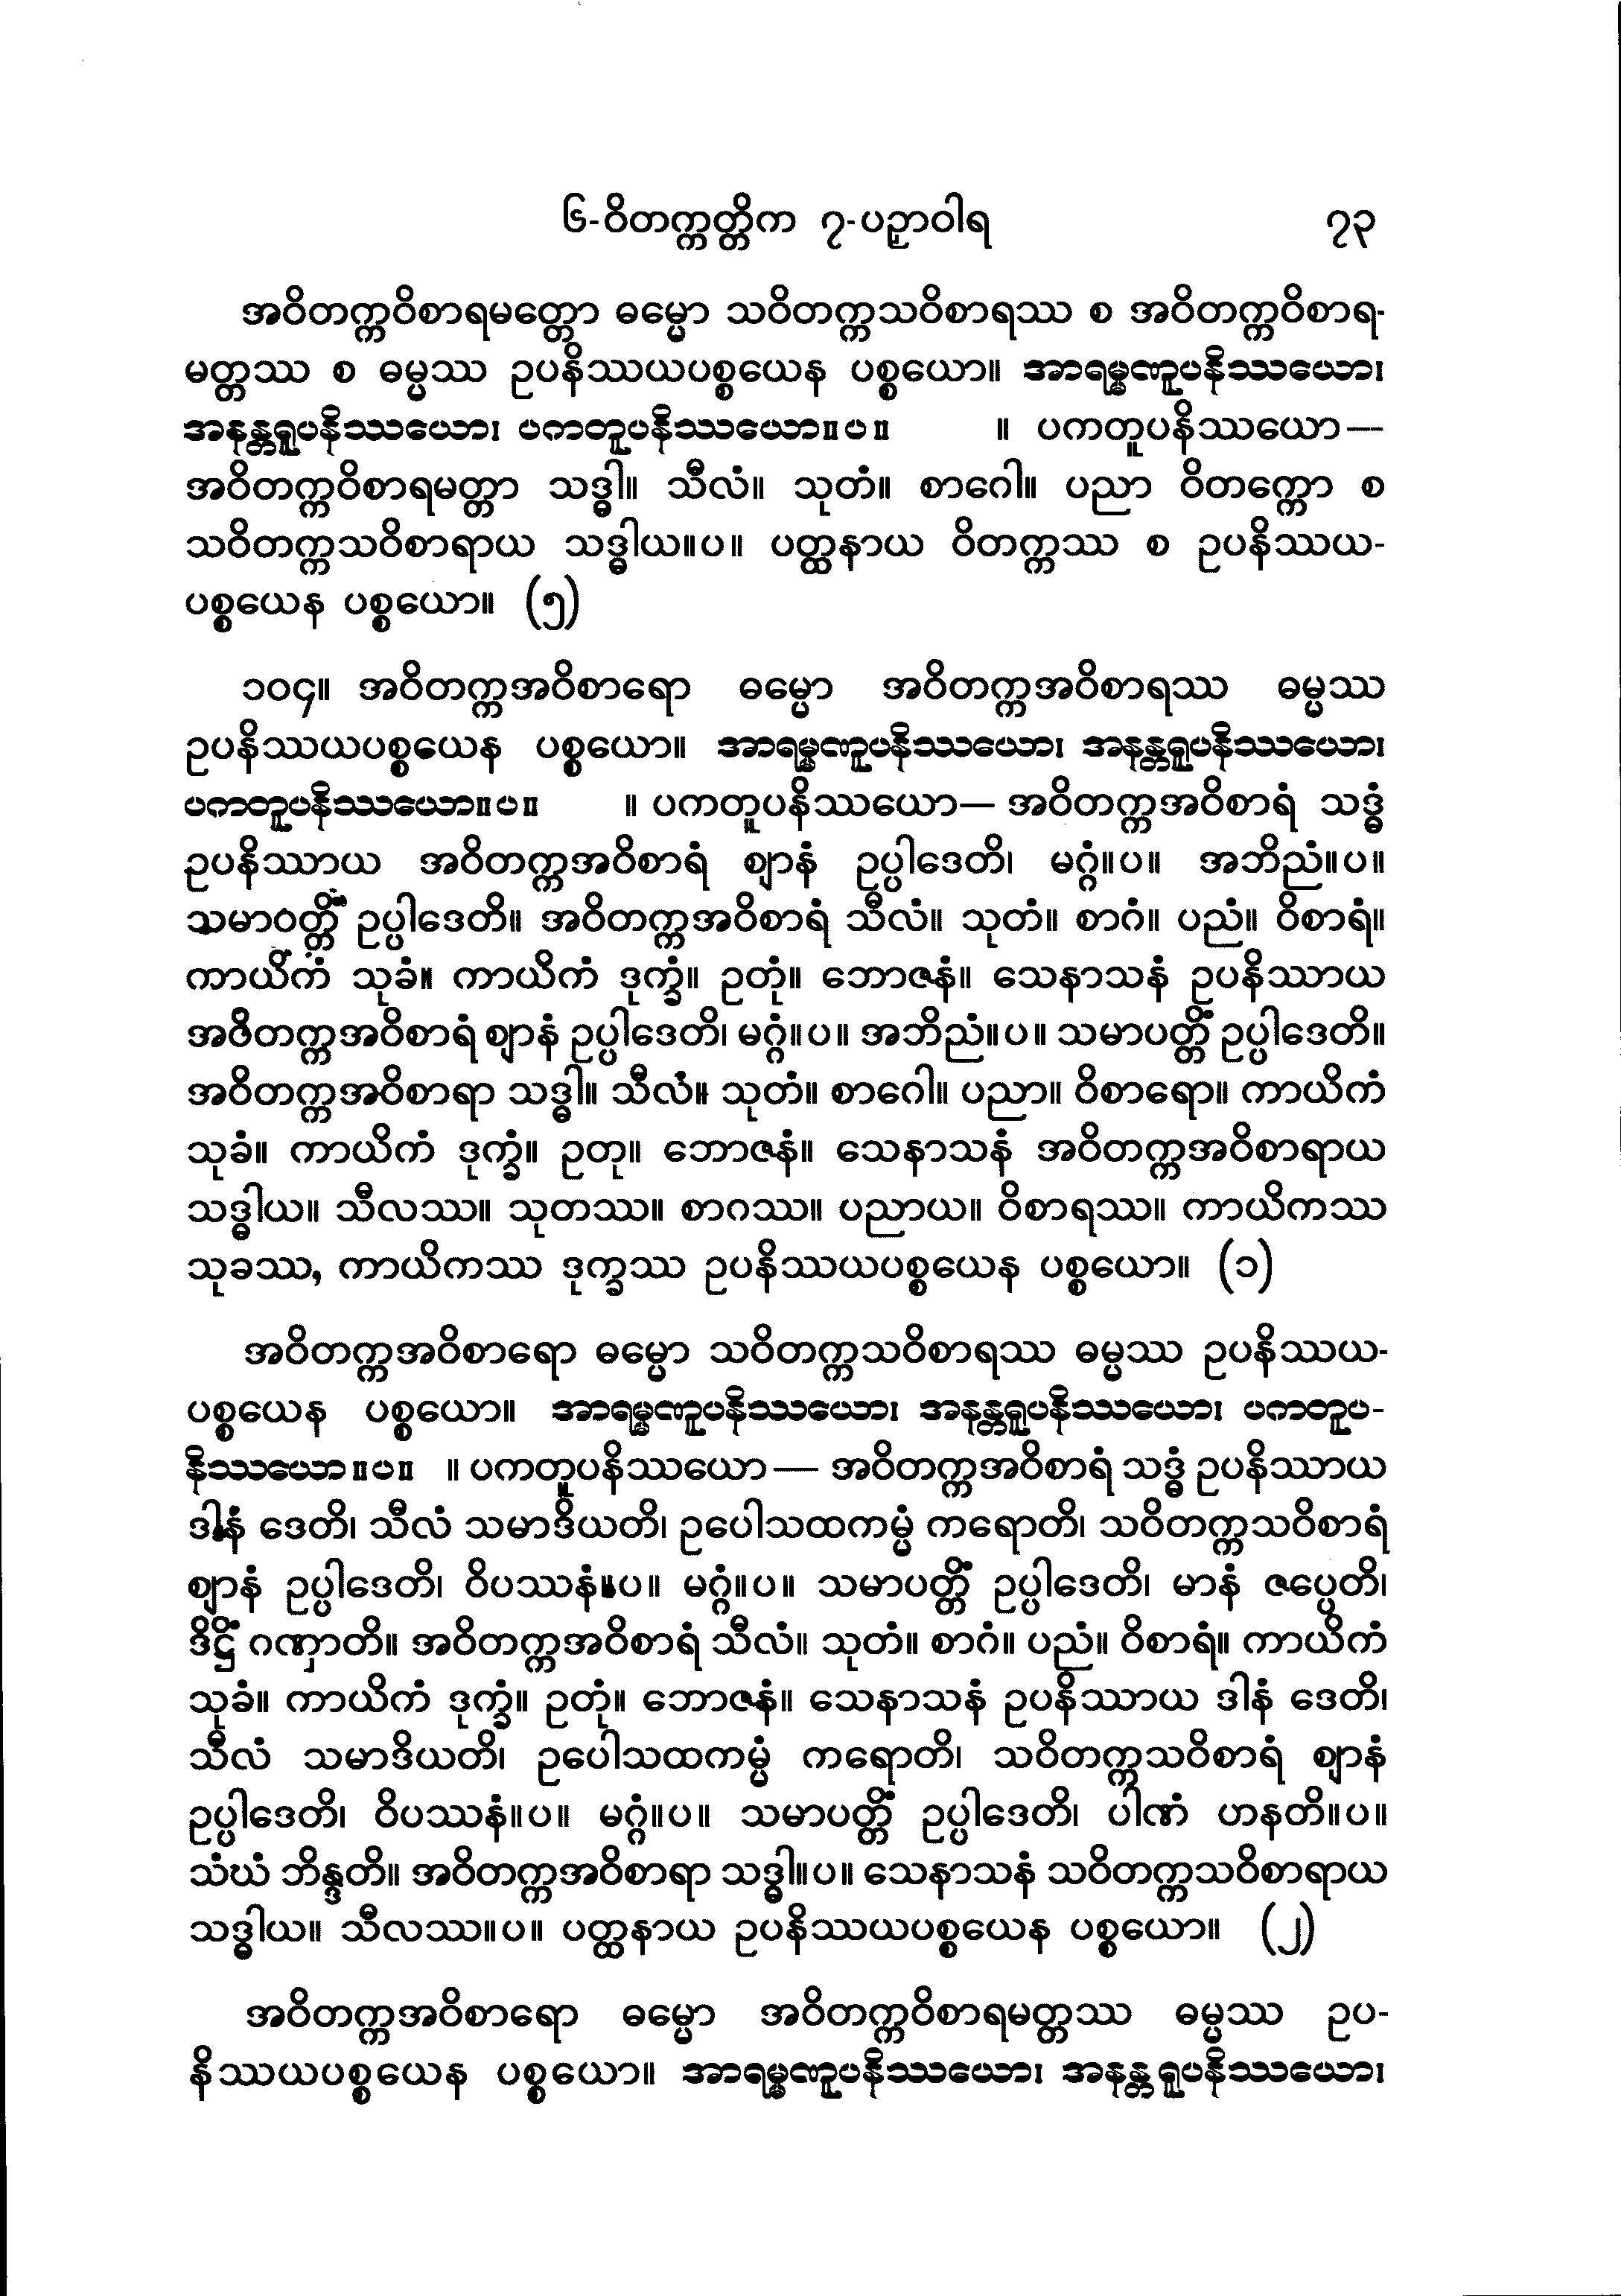 ၆-ဝိတက္ကတ္တိက ၇-ပဉှာဝါရ ၇၃
အဝိတက္ကဝိစာရမတ္တော ဓမ္မော သဝိတက္ကသဝိစာရဿ စ အဝိတက္ကဝိစာရ-
မတ္တဿ စ ဓမ္မဿ ဥပနိဿယပစ္စယေန ပစ္စယော။ အာရမ္မဏူပနိဿယော၊
အနန္တရူပနိဿယော၊ ပကတူပနိဿယော။ပ။ ။ ပကတူပနိဿယော—
အဝိတက္ကဝိစာရမတ္တာ သဒ္ဓါ။ သီလံ။ သုတံ။ စာဂေါ။ ပညာ ဝိတက္ကော စ
သဝိတက္ကသဝိစာရာယ သဒ္ဓါယ။ပ။ ပတ္ထနာယ ဝိတက္ကဿ စ ဥပနိဿယ-
ပစ္စယေန ပစ္စယော။ (၅)
၁၀၄။ အဝိတက္ကအဝိစာရော ဓမ္မော အဝိတက္ကအဝိစာရဿ ဓမ္မဿ
ဥပနိဿယပစ္စယေန ပစ္စယော။ အာရမ္မဏူပနိဿယော၊ အနန္တရူပနိဿယော၊
ပကတူပနိဿယော။ပ။ ။ ပကတူပနိဿယော— အဝိတက္ကအဝိစာရံ သဒ္ဓံ
ဥပနိဿာယ အဝိတက္ကအဝိစာရံ ဈာနံ ဥပ္ပါဒေတိ၊ မဂ္ဂံ။ပ။ အဘိညံ။ပ။
သမာပတ္တိံ ဥပ္ပါဒေတိ။ အဝိတက္ကအဝိစာရံ သီလံ။ သုတံ။ စာဂံ။ ပညံ။ ဝိစာရံ။
ကာယိကံ သုခံ။ ကာယိကံ ဒုက္ခံ။ ဥတုံ။ ဘောဇနံ။ သေနာသနံ ဥပနိဿာယ
အဝိတက္ကအဝိစာရံ ဈာနံ ဥပ္ပါဒေတိ၊ မဂ္ဂံ။ပ။ အဘိညံ။ပ။ သမာပတ္တိံ ဥပ္ပါဒေတိ။
အဝိတက္ကအဝိစာရာ သဒ္ဓါ။ သီလံ။ သုတံ။ စာဂေါ။ ပညာ။ ဝိစာရော။ ကာယိကံ
သုခံ။ ကာယိကံ ဒုက္ခံ။ ဥတု။ ဘောဇနံ။ သေနာသနံ အဝိတက္ကအဝိစာရာယ
သဒ္ဓါယ။ သီလဿ။ သုတဿ။ စာဂဿ။ ပညာယ။ ဝိစာရဿ။ ကာယိကဿ
သုခဿ, ကာယိကဿ ဒုက္ခဿ ဥပနိဿယပစ္စယေန ပစ္စယော။ (၁)
အဝိတက္ကအဝိစာရော ဓမ္မော သဝိတက္ကသဝိစာရဿ ဓမ္မဿ ဥပနိဿယ-
ပစ္စယေန ပစ္စယော။ အာရမ္မဏူပနိဿယော၊ အနန္တရူပနိဿယော၊ ပကတူပ-
နိဿယော။ပ။ ။ ပကတူပနိဿယော— အဝိတက္ကအဝိစာရံ သဒ္ဓံ ဥပနိဿာယ
ဒါနံ ဒေတိ၊ သီလံ သမာဒိယတိ၊ ဥပေါသထကမ္မံ ကရောတိ၊ သဝိတက္ကသဝိစာရံ
ဈာနံ ဥပ္ပါဒေတိ၊ ဝိပဿနံ။ပ။ မဂ္ဂံ။ပ။ သမာပတ္တိံ ဥပ္ပါဒေတိ၊ မာနံ ဇပ္ပေတိ၊
ဒိဋ္ဌိံ ဂဏှာတိ။ အဝိတက္ကအဝိစာရံ သီလံ။ သုတံ။ စာဂံ။ ပညံ။ ဝိစာရံ။ ကာယိကံ
သုခံ။ ကာယိကံ ဒုက္ခံ။ ဥတုံ။ ဘောဇနံ။ သေနာသနံ ဥပနိဿာယ ဒါနံ ဒေတိ၊
သီလံ သမာဒိယတိ၊ ဥပေါသထကမ္မံ ကရောတိ၊ သဝိတက္ကသဝိစာရံ ဈာနံ
ဥပ္ပါဒေတိ၊ ဝိပဿနံ။ပ။ မဂ္ဂံ။ပ။ သမာပတ္တိံ ဥပ္ပါဒေတိ၊ ပါဏံ ဟနတိ။ပ။
သံဃံ ဘိန္ဒတိ။ အဝိတက္ကအဝိစာရာ သဒ္ဓါ။ပ။ သေနာသနံ သဝိတက္ကသဝိစာရာယ
သဒ္ဓါယ။ သီလဿ။ပ။ ပတ္ထနာယ ဥပနိဿယပစ္စယေန ပစ္စယော။ (၂)
အဝိတက္ကအဝိစာရော ဓမ္မော အဝိတက္ကဝိစာရမတ္တဿ ဓမ္မဿ ဥပ-
နိဿယပစ္စယေန ပစ္စယော။ အာရမ္မဏူပနိဿယော၊ အနန္တရူပနိဿယော၊